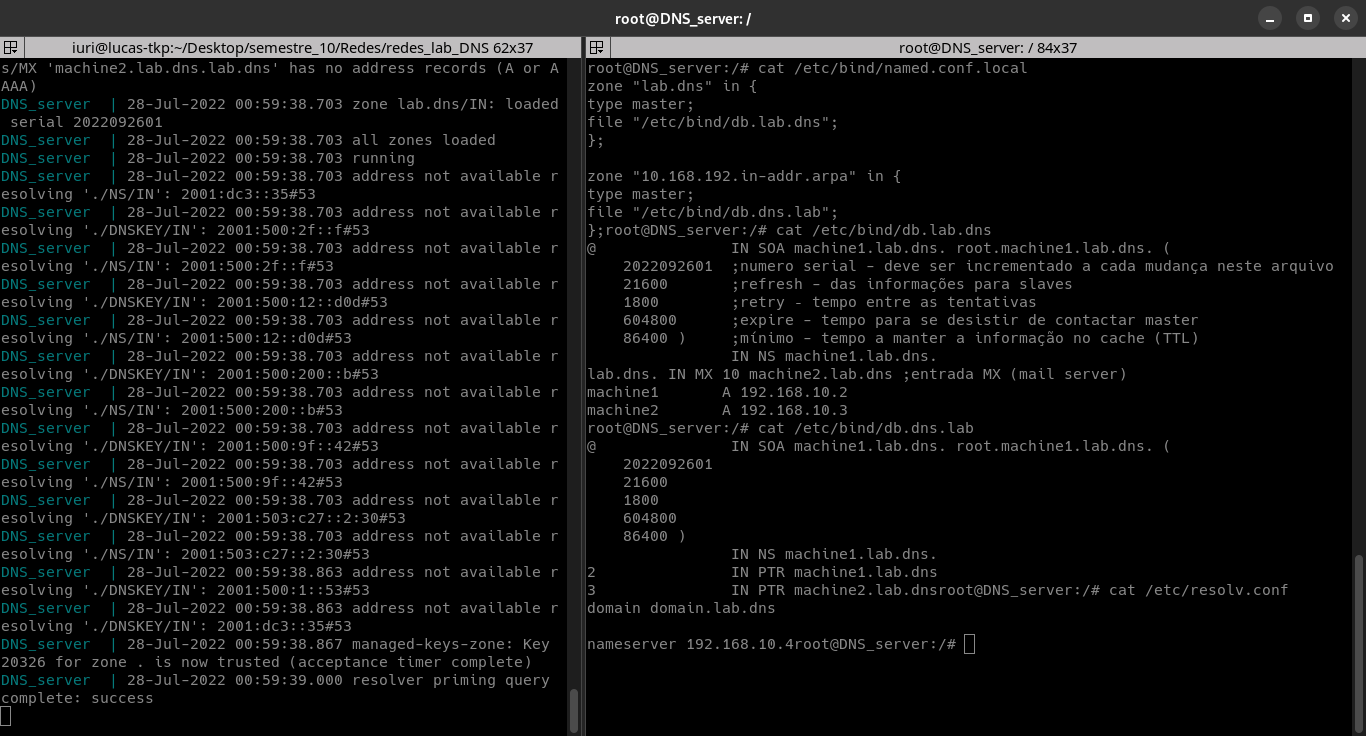 root@DNS_server: /
iuri@lucas-tkp:~/Desktop/semestre_10/Redes/redes_lab_DNS 62x37
s/MX 'machine2.lab.dns.lab.dns' has no address records (A or A
AAA)
DNS_server  | 28-Jul-2022 00:59:38.703 zone lab.dns/IN: loaded
 serial 2022092601
DNS_server  | 28-Jul-2022 00:59:38.703 all zones loaded
DNS_server  | 28-Jul-2022 00:59:38.703 running
DNS_server  | 28-Jul-2022 00:59:38.703 address not available r
esolving './NS/IN': 2001:dc3::35#53
DNS_server  | 28-Jul-2022 00:59:38.703 address not available r
esolving './DNSKEY/IN': 2001:500:2f::f#53
DNS_server  | 28-Jul-2022 00:59:38.703 address not available r
esolving './NS/IN': 2001:500:2f::f#53
DNS_server  | 28-Jul-2022 00:59:38.703 address not available r
esolving './DNSKEY/IN': 2001:500:12::d0d#53
DNS_server  | 28-Jul-2022 00:59:38.703 address not available r
esolving './NS/IN': 2001:500:12::d0d#53
DNS_server  | 28-Jul-2022 00:59:38.703 address not available r
esolving './DNSKEY/IN': 2001:500:200::b#53
DNS_server  | 28-Jul-2022 00:59:38.703 address not available r
esolving './NS/IN': 2001:500:200::b#53
DNS_server  | 28-Jul-2022 00:59:38.703 address not available r
esolving './DNSKEY/IN': 2001:500:9f::42#53
DNS_server  | 28-Jul-2022 00:59:38.703 address not available r
esolving './NS/IN': 2001:500:9f::42#53
DNS_server  | 28-Jul-2022 00:59:38.703 address not available r
esolving './DNSKEY/IN': 2001:503:c27::2:30#53
DNS_server  | 28-Jul-2022 00:59:38.703 address not available r
esolving './NS/IN': 2001:503:c27::2:30#53
DNS_server  | 28-Jul-2022 00:59:38.863 address not available r
esolving './DNSKEY/IN': 2001:500:1::53#53
DNS_server  | 28-Jul-2022 00:59:38.863 address not available r
esolving './DNSKEY/IN': 2001:dc3::35#53
DNS_server  | 28-Jul-2022 00:59:38.867 managed-keys-zone: Key
20326 for zone . is now trusted (acceptance timer complete)
DNS_server  | 28-Jul-2022 00:59:39.000 resolver priming query
complete: success
root@DNS_server: / 84x37
root@DNS_server:/# cat /etc/bind/named.conf.local
zone "lab.dns" in {
type master;
file "/etc/bind/db.lab.dns";
};
zone "10.168.192.in-addr.arpa" in {
type master;
file "/etc/bind/db.dns.lab";
};root@DNS_server:/# cat /etc/bind/db.lab.dns
@               IN SOA machine1.lab.dns. root.machine1.lab.dns. (
    2022092601  ;numero serial - deve ser incrementado a cada mudança neste arquivo
    21600       ;refresh - das informações para slaves
    1800        ;retry - tempo entre as tentativas
    604800      ;expire - tempo para se desistir de contactar master
    86400 )     ;minimo - tempo a manter a informação no cache (TTL)
                IN NS machine1.lab.dns.
lab.dns. IN MX 10 machine2.lab.dns ;entrada MX (mail server)
machine1       A 192.168.10.2
machine2       A 192.168.10.3
root@DNS_server:/# cat /etc/bind/db.dns.lab
@               IN SOA machine1.lab.dns. root.machine1.lab.dns. (
    2022092601
    21600
    1800
    604800
    86400 )
                IN NS machine1.lab.dns.
2               IN PTR machine1.lab.dns
3               IN PTR machine2.lab.dnsroot@DNS_server:/# cat /etc/resolv.conf
domain domain.lab.dns
nameserver 192.168.10.4root@DNS_server:/#